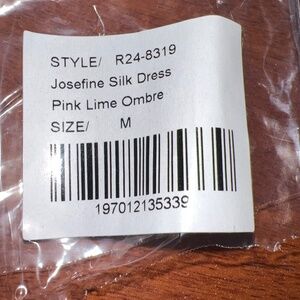 STYLE/ R24-8319
Josefine Silk Dress
Pink Lime Ombre
SIZE/ M
197012135339